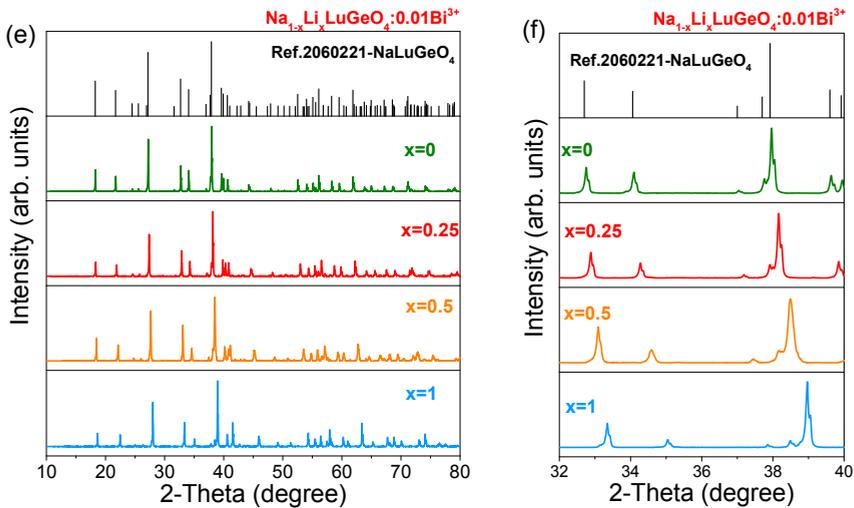 (e)
Na₁₋ₓLiₓLuGeO₄:0.01Bi³⁺
Ref.2060221-NaLuGeO₄
x=0
x=0.25
x=0.5
x=1
Intensity (arb. units)
10 20 30 40 50 60 70 80
2-Theta (degree)
(f)
Na₁₋ₓLiₓLuGeO₄:0.01Bi³⁺
Ref.2060221-NaLuGeO₄
x=0
x=0.25
x=0.5
x=1
Intensity (arb. units)
32 34 36 38 40
2-Theta (degree)